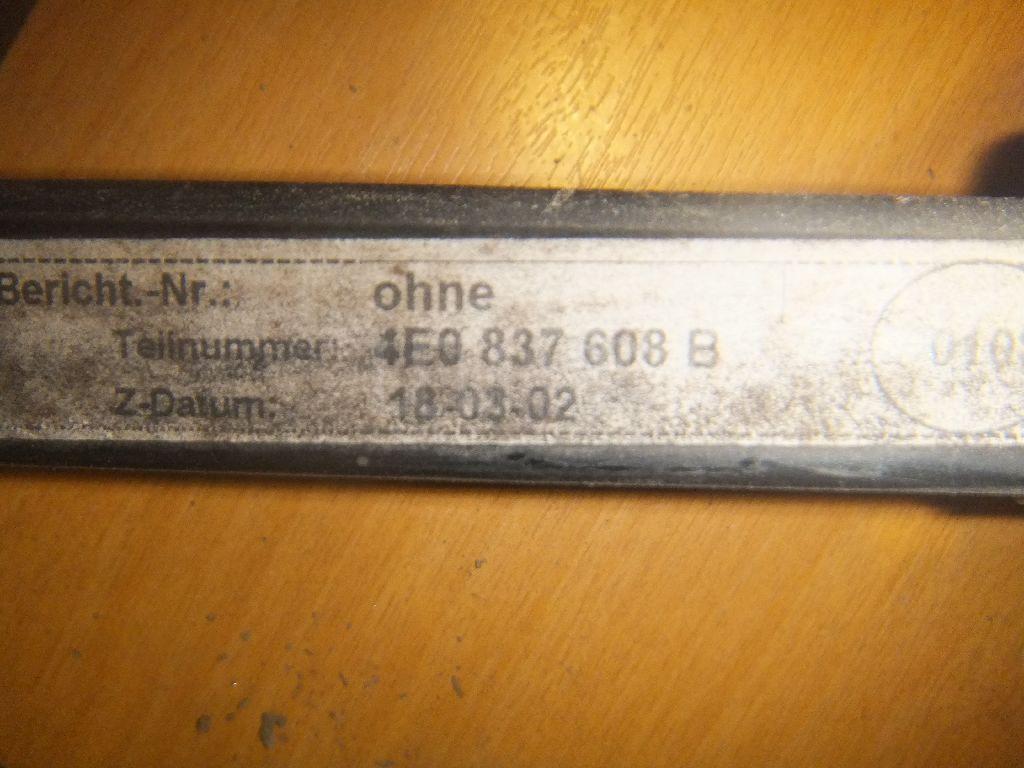 Bericht.-Nr.: ohne
Teilnummer: 4E0 837 608 B
Z-Datum: 18-03-02